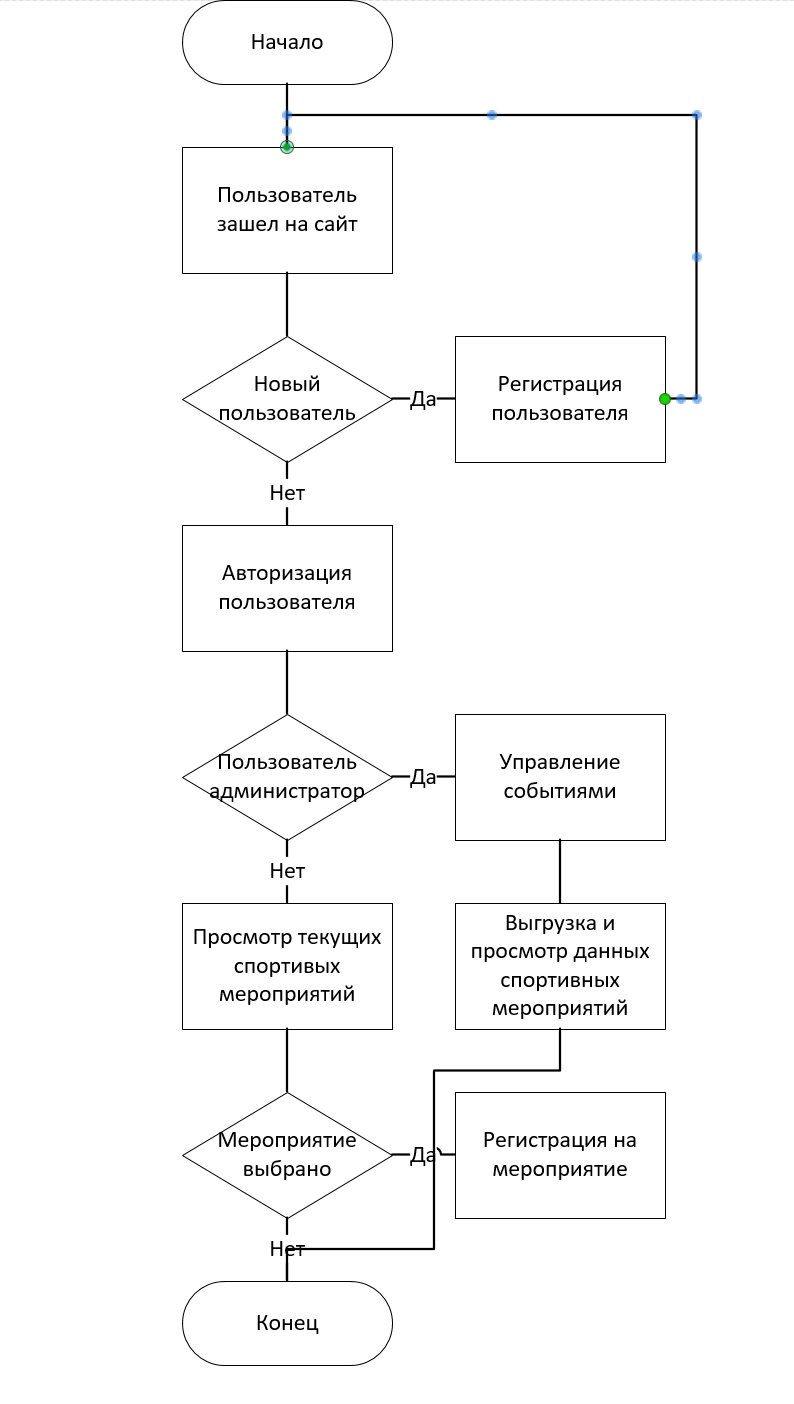 Начало
Пользователь
зашел на сайт
Новый
пользователь
Да
Регистрация
пользователя
Нет
Авторизация
пользователя
Пользователь
администратор
Да
Управление
событиями
Нет
Просмотр текущих
спортивых
мероприятий
Выгрузка и
просмотр данных
спортивных
мероприятий
Мероприятие
выбрано
Да
Регистрация на
мероприятие
Нет
Конец